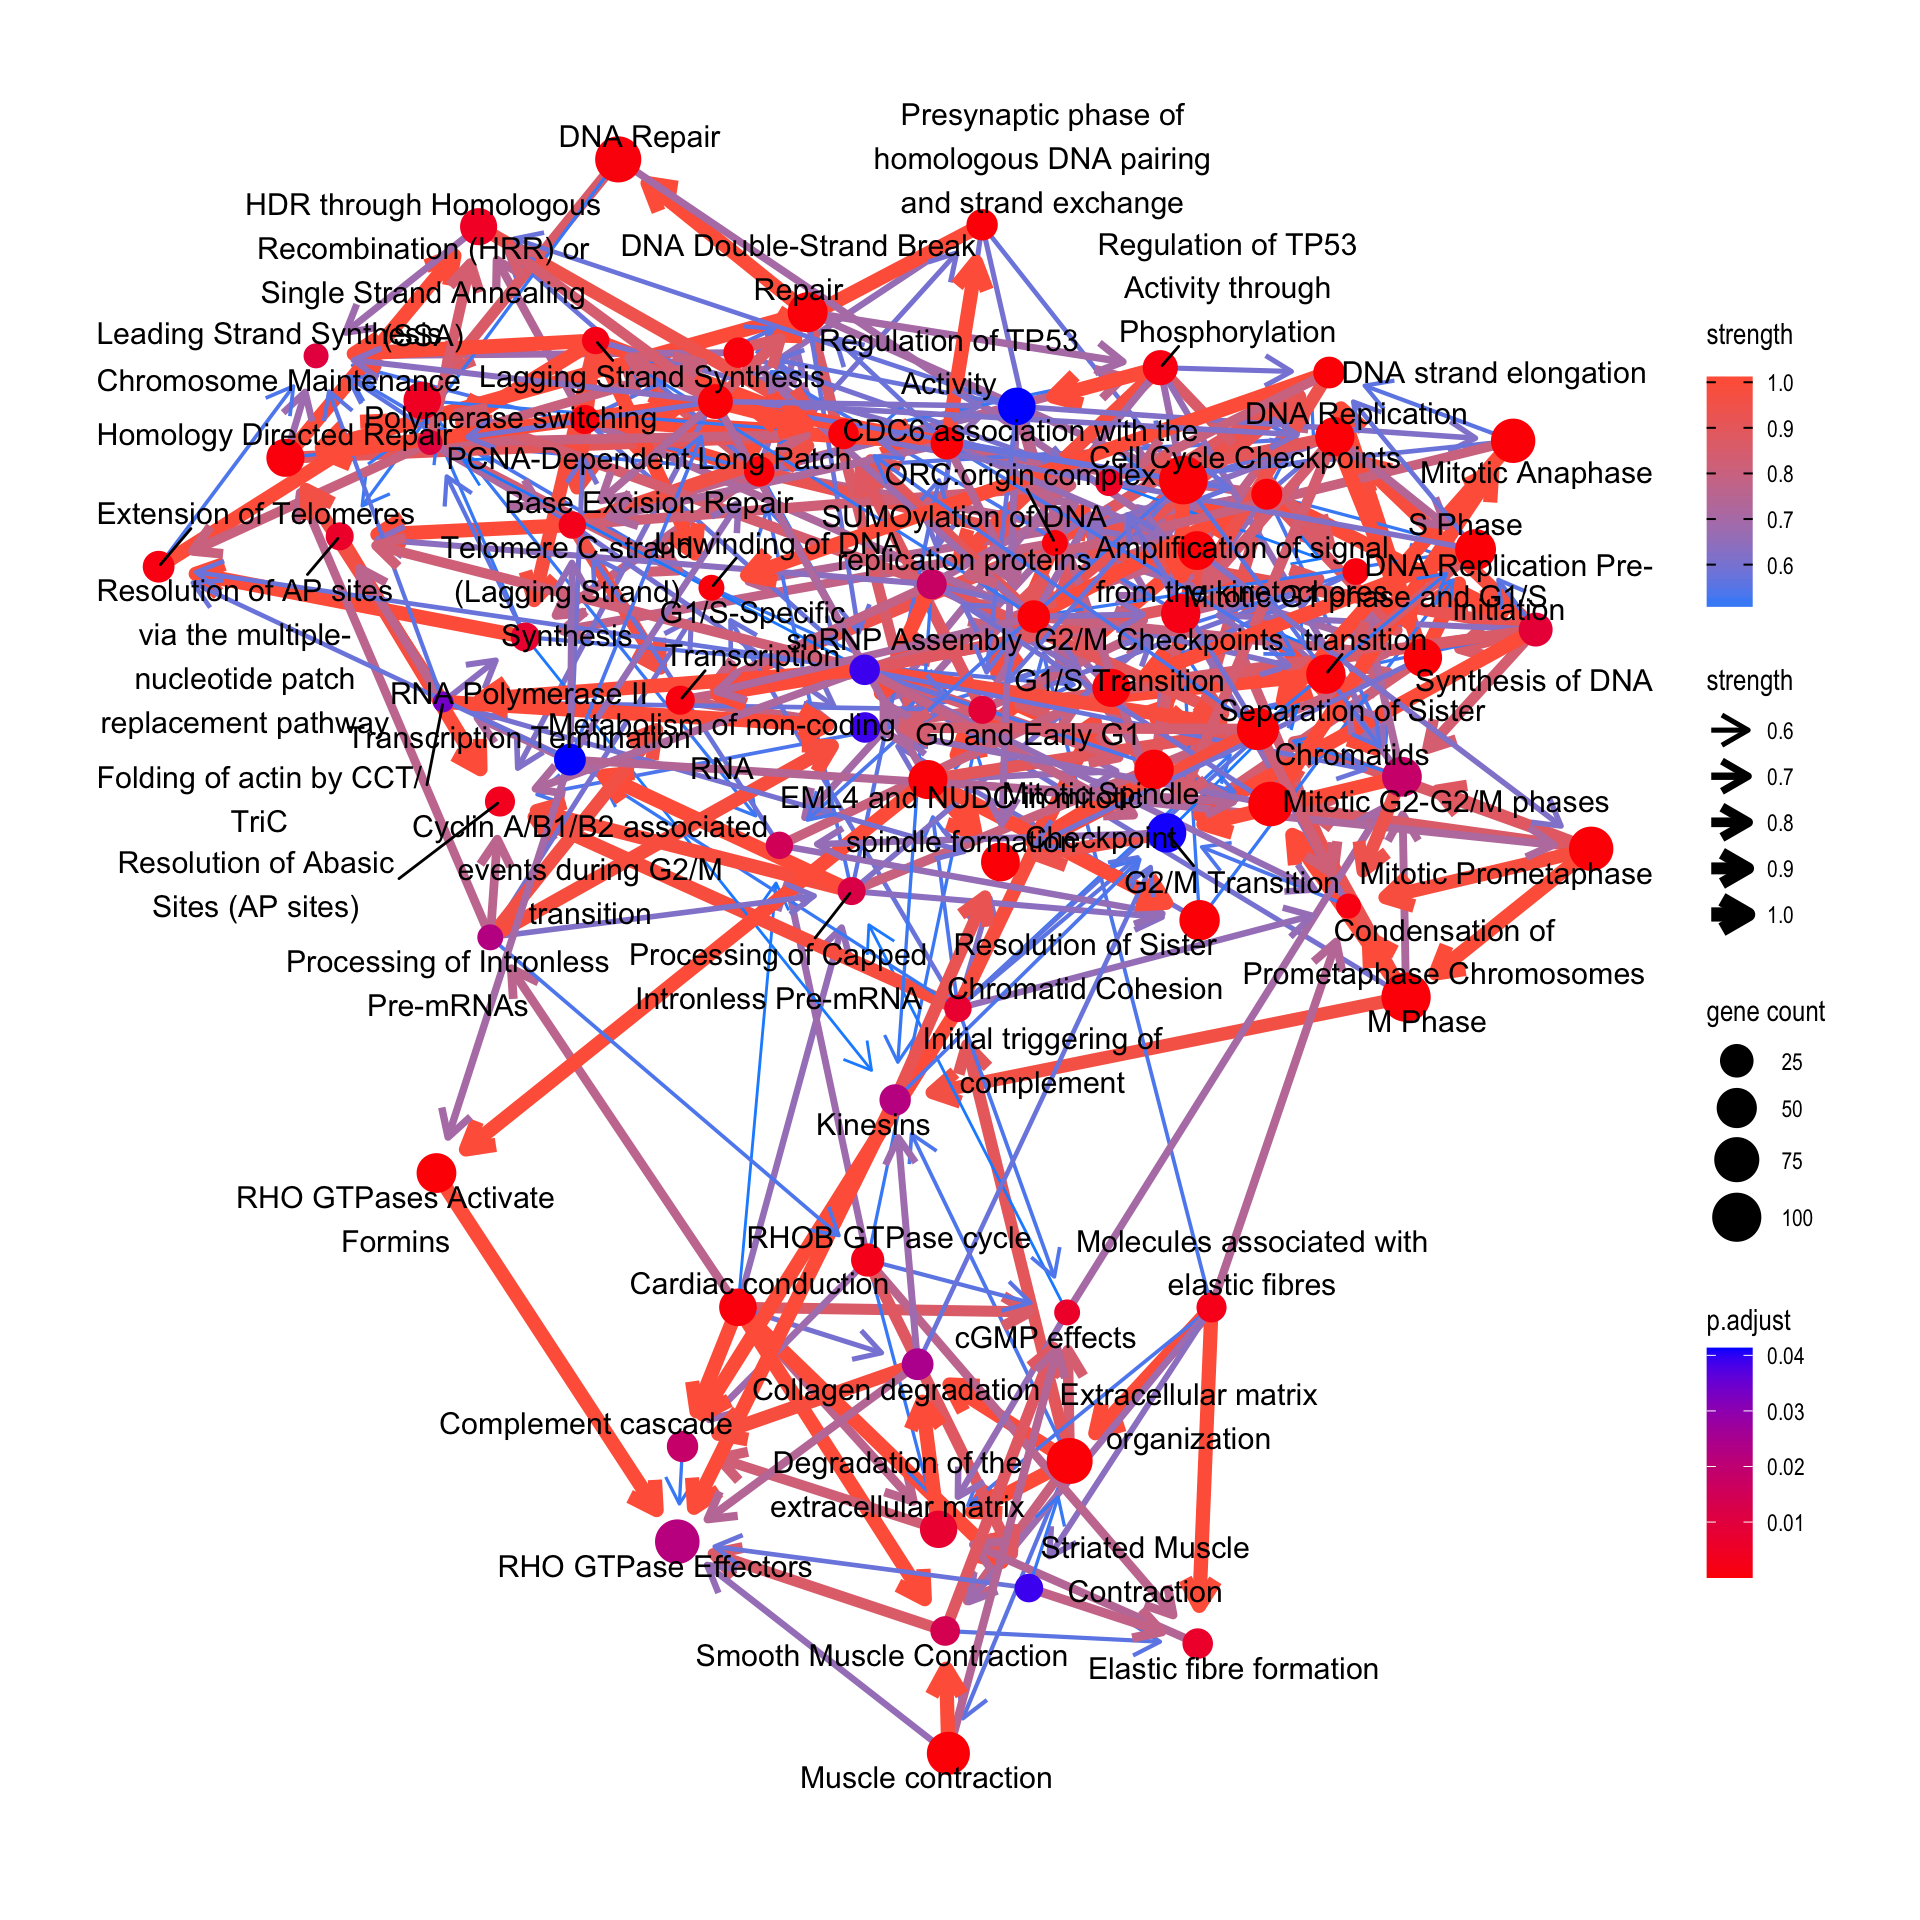 Presynaptic phase of
homologous DNA pairing
and strand exchange
DNA Repair
HDR through Homologous
Recombination (HRR) or
Single Strand Annealing
(SSA)
DNA Double-Strand Break
Repair
Regulation of TP53
Activity through
Phosphorylation
Leading Strand Synthesis
Regulation of TP53
Activity
Chromosome Maintenance
Lagging Strand Synthesis
DNA strand elongation
Polymerase switching
DNA Replication
Homology Directed Repair
CDC6 association with the
ORC:origin complex
PCNA-Dependent Long Patch
Base Excision Repair
Cell Cycle Checkpoints
Mitotic Anaphase
Extension of Telomeres
SUMOylation of DNA
replication proteins
S Phase
Telomere C-strand
(Lagging Strand)
Synthesis
Unwinding of DNA
Amplification of signal
from the kinetochores
DNA Replication Pre-
Initiation
Resolution of AP sites
via the multiple-
nucleotide patch
replacement pathway
G1/S-Specific
Transcription
Mitotic G1 phase and G1/S
transition
snRNP Assembly
G2/M Checkpoints
RNA Polymerase II
Transcription Termination
G1/S Transition
Synthesis of DNA
Metabolism of non-coding
RNA
G0 and Early G1
Separation of Sister
Chromatids
Folding of actin by CCT/
TriC
EML4 and NUDC in mitotic
spindle formation
Mitotic Spindle
Checkpoint
Mitotic G2-G2/M phases
Resolution of Abasic
Sites (AP sites)
Cyclin A/B1/B2 associated
events during G2/M
transition
G2/M Transition
Mitotic Prometaphase
Processing of Intronless
Pre-mRNAs
Processing of Capped
Intronless Pre-mRNA
Resolution of Sister
Chromatid Cohesion
Condensation of
Prometaphase Chromosomes
M Phase
Initial triggering of
complement
Kinesins
RHO GTPases Activate
Formins
RHOB GTPase cycle
Molecules associated with
elastic fibres
Cardiac conduction
cGMP effects
Collagen degradation
Extracellular matrix
organization
Complement cascade
Degradation of the
extracellular matrix
RHO GTPase Effectors
Striated Muscle
Contraction
Smooth Muscle Contraction
Elastic fibre formation
Muscle contraction
strength
1.0
0.9
0.8
0.7
0.6
strength
0.6
0.7
0.8
0.9
1.0
gene count
25
50
75
100
p.adjust
0.04
0.03
0.02
0.01